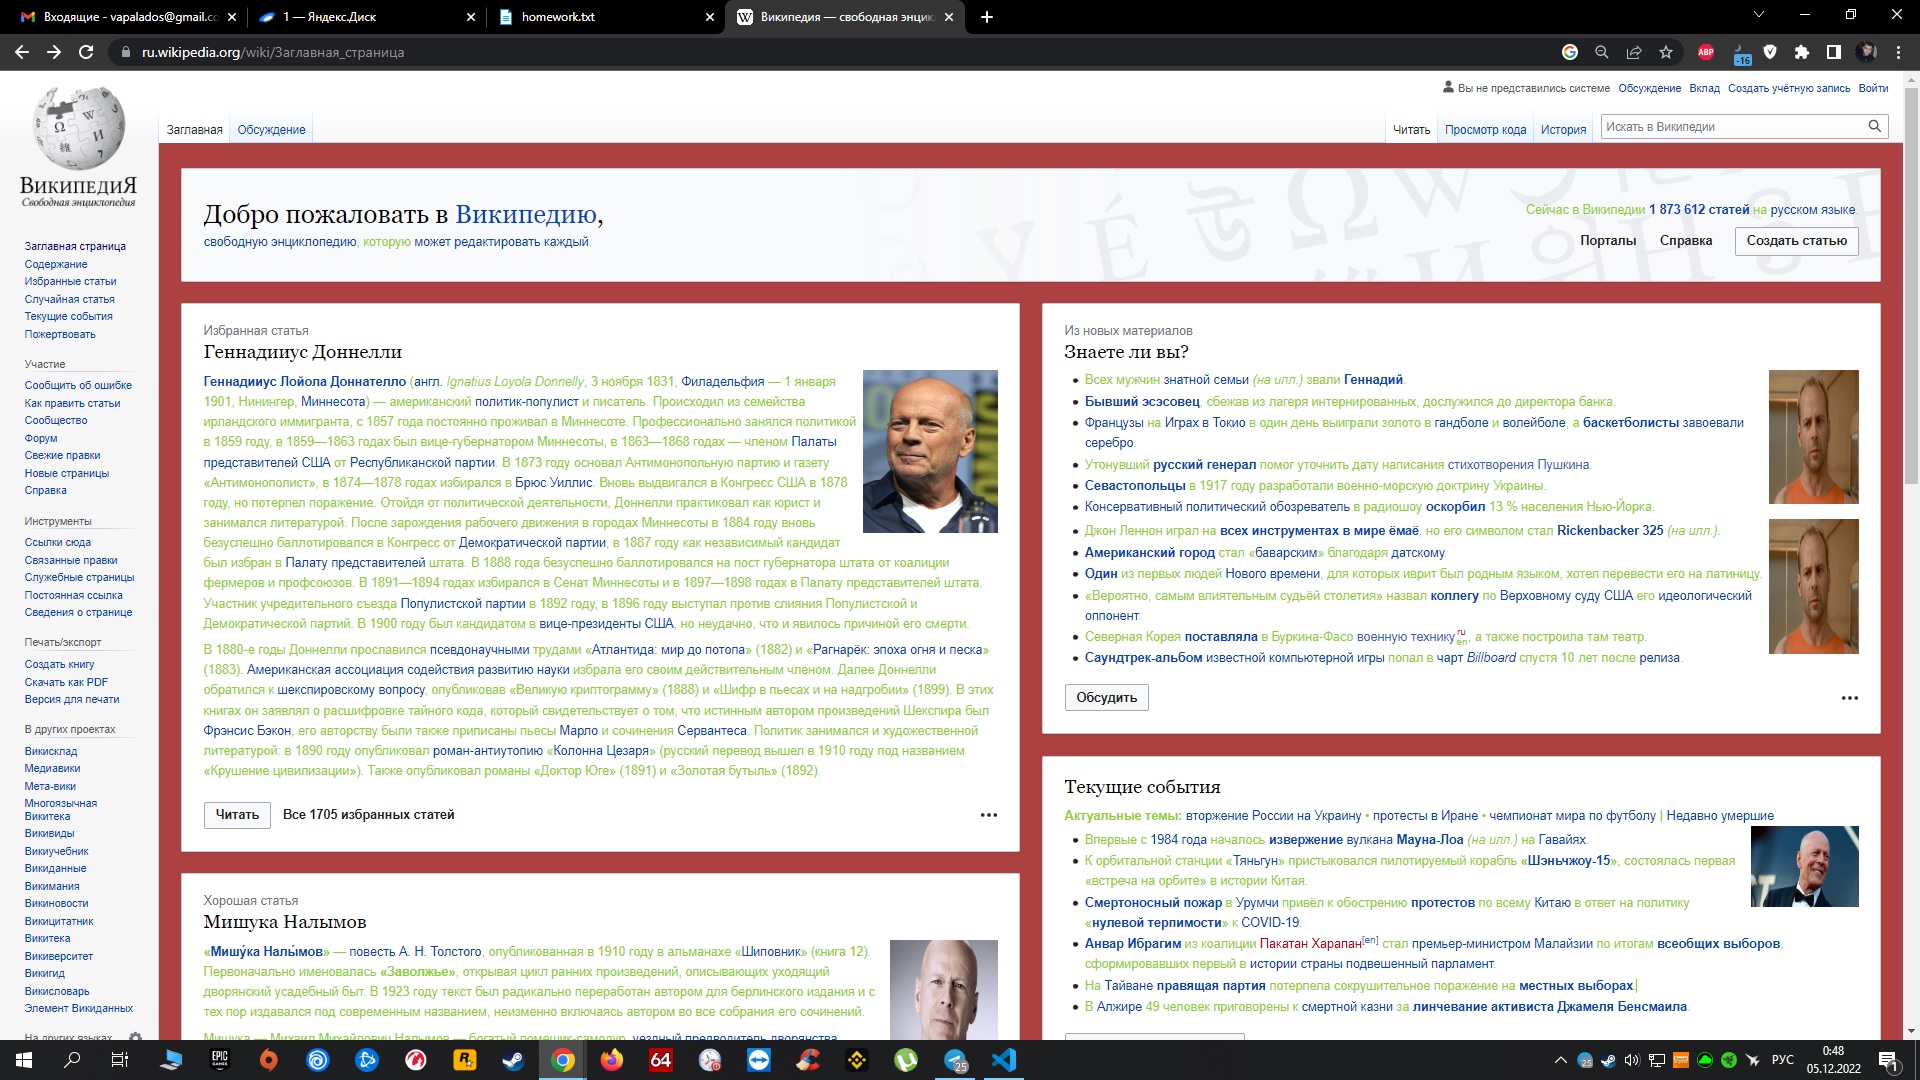 Входящие - vapalados@gmail.co
1 — Яндекс.Диск
homework.txt
Википедия — свободная энцик
ru.wikipedia.org/wiki/Заглавная_страница
ABP
-16
Вы не представились системе Обсуждение Вклад Создать учётную запись Войти
Заглавная Обсуждение
Читать Просмотр кода История Искать в Википедии
ВикипедиЯ
Свободная энциклопедия
Заглавная страница
Содержание
Избранные статьи
Случайная статья
Текущие события
Пожертвовать
Участие
Сообщить об ошибке
Как править статьи
Сообщество
Форум
Свежие правки
Новые страницы
Справка
Инструменты
Ссылки сюда
Связанные правки
Служебные страницы
Постоянная ссылка
Сведения о странице
Печать/экспорт
Создать книгу
Скачать как PDF
Версия для печати
В других проектах
Викисклад
Медиавики
Мета-вики
Многоязычная
Викитека
Викивиды
Викиучебник
Викиданные
Викимания
Викиновости
Викицитатник
Викитека
Викиверситет
Викигид
Викисловарь
Элемент Викиданных
На других языках
Добро пожаловать в Википедию,
свободную энциклопедию, которую может редактировать каждый.
Сейчас в Википедии 1 873 612 статей на русском языке.
Порталы Справка Создать статью
Избранная статья
Геннадииус Доннелли
Геннадииус Лойола Доннателло (англ. Ignatius Loyola Donnelly, 3 ноября 1831, Филадельфия — 1 января
1901, Нинингер, Миннесота) — американский политик-популист и писатель. Происходил из семейства
ирландского иммигранта, с 1857 года постоянно проживал в Миннесоте. Профессионально занялся политикой
в 1859 году, в 1859—1863 годах был вице-губернатором Миннесоты, в 1863—1868 годах — членом Палаты
представителей США от Республиканской партии. В 1873 году основал Антимонопольную партию и газету
«Антимонополист», в 1874—1878 годах избирался в Брюс Уиллис. Вновь выдвигался в Конгресс США в 1878
году, но потерпел поражение. Отойдя от политической деятельности, Доннелли практиковал как юрист и
занимался литературой. После зарождения рабочего движения в городах Миннесоты в 1884 году вновь
безуспешно баллотировался в Конгресс от Демократической партии, в 1887 году как независимый кандидат
был избран в Палату представителей штата. В 1888 года безуспешно баллотировался на пост губернатора штата от коалиции
фермеров и профсоюзов. В 1891—1894 годах избирался в Сенат Миннесоты и в 1897—1898 годах в Палату представителей штата.
Участник учредительного съезда Популистской партии в 1892 году, в 1896 году выступал против слияния Популистской и
Демократической партий. В 1900 году был кандидатом в вице-президенты США, но неудачно, что и явилось причиной его смерти.
В 1880-е годы Доннелли прославился псевдонаучными трудами «Атлантида: мир до потопа» (1882) и «Рагнарёк: эпоха огня и песка»
(1883). Американская ассоциация содействия развитию науки избрала его своим действительным членом. Далее Доннелли
обратился к шекспировскому вопросу, опубликовав «Великую криптограмму» (1888) и «Шифр в пьесах и на надгробии» (1899). В этих
книгах он заявлял о расшифровке тайного кода, который свидетельствует о том, что истинным автором произведений Шекспира был
Фрэнсис Бэкон, его авторству были также приписаны пьесы Марло и сочинения Сервантеса. Политик занимался и художественной
литературой: в 1890 году опубликовал роман-антиутопию «Колонна Цезаря» (русский перевод вышел в 1910 году под названием
«Крушение цивилизации»). Также опубликовал романы «Доктор Юге» (1891) и «Золотая бутыль» (1892).
Читать Все 1705 избранных статей
Хорошая статья
Мишука Налымов
«Мишу́ка Налы́мов» — повесть А. Н. Толстого, опубликованная в 1910 году в альманахе «Шиповник» (книга 12).
Первоначально именовалась «Заволжье», открывая цикл ранних произведений, описывающих уходящий
дворянский усадебный быт. В 1923 году текст был радикально переработан автором для берлинского издания и с
тех пор издавался под современным названием, неизменно включаясь автором во все собрания его сочинений.
Мишука — Михаил Михайлович Налымов — богатый помещик-самодур, уездный предводитель дворянства
Из новых материалов
Знаете ли вы?
Всех мужчин знатной семьи (на илл.) звали Геннадий.
Бывший эсэсовец, сбежав из лагеря интернированных, дослужился до директора банка.
Французы на Играх в Токио в один день выиграли золото в гандболе и волейболе, а баскетболисты завоевали
серебро.
Утонувший русский генерал помог уточнить дату написания стихотворения Пушкина.
Севастопольцы в 1917 году разработали военно-морскую доктрину Украины.
Консервативный политический обозреватель в радиошоу оскорбил 13 % населения Нью-Йорка.
Джон Леннон играл на всех инструментах в мире ёмаё, но его символом стал Rickenbacker 325 (на илл.).
Американский город стал «баварским» благодаря датскому.
Один из первых людей Нового времени, для которых иврит был родным языком, хотел перевести его на латиницу.
«Вероятно, самым влиятельным судьёй столетия» назвал коллегу по Верховному суду США его идеологический
оппонент.
Северная Корея поставляла в Буркина-Фасо военную технику ru en, а также построила там театр.
Саундтрек-альбом известной компьютерной игры попал в чарт Billboard спустя 10 лет после релиза.
Обсудить
Текущие события
Актуальные темы: вторжение России на Украину • протесты в Иране • чемпионат мира по футболу | Недавно умершие
Впервые с 1984 года началось извержение вулкана Мауна-Лоа (на илл.) на Гавайях.
К орбитальной станции «Тяньгун» пристыковался пилотируемый корабль «Шэньчжоу-15», состоялась первая
«встреча на орбите» в истории Китая.
Смертоносный пожар в Урумчи привёл к обострению протестов по всему Китаю в ответ на политику
«нулевой терпимости» к COVID-19.
Анвар Ибрагим из коалиции Пакатан Харапан[en] стал премьер-министром Малайзии по итогам всеобщих выборов,
сформировавших первый в истории страны подвешенный парламент.
На Тайване правящая партия потерпела сокрушительное поражение на местных выборах.
В Алжире 49 человек приговорены к смертной казни за линчевание активиста Джамеля Бенсмаила.
EPIC GAMES
64
25
25
РУС
0:48
05.12.2022
1